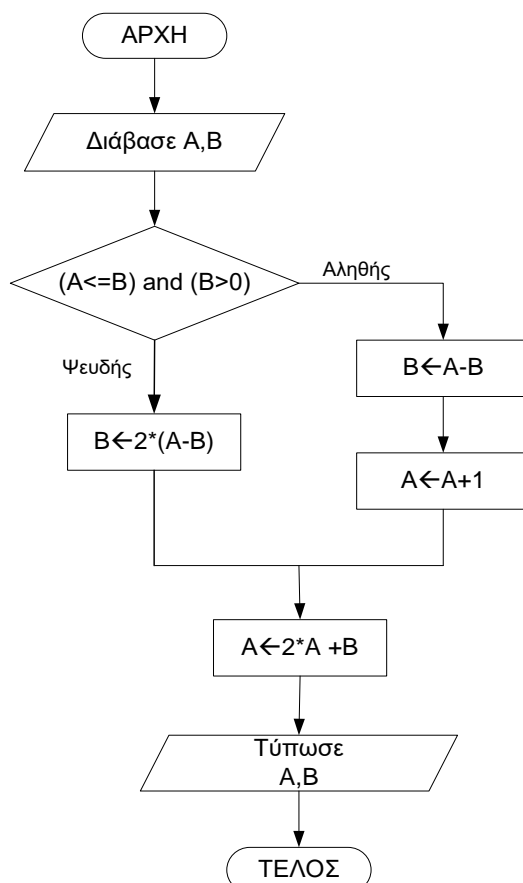 ΑΡΧΗ
Διάβασε Α,Β
(Α<=Β) and (Β>0)
Αληθής
Ψευδής
Β←Α-Β
Β←2*(Α-Β)
Α←Α+1
Α←2*Α +Β
Τύπωσε
Α,Β
ΤΕΛΟΣ